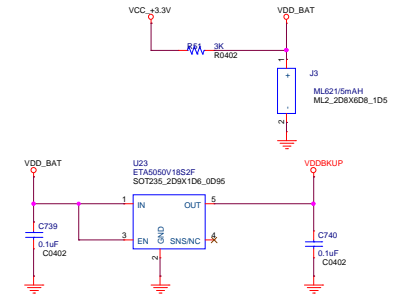 VCC_+3.3V
VDD_BAT
R61 3K
R0402
1
+
J3
ML621/5mAH
ML2_2D8X6D8_1D5
-
2
VDD_BAT
U23
ETA5050V18S2F
SOT235_2D9X1D6_0D95
VDDBKUP
1 IN OUT 5
C739
0.1uF
C0402
3 EN SNS/NC 4
GND
2
C740
0.1uF
C0402